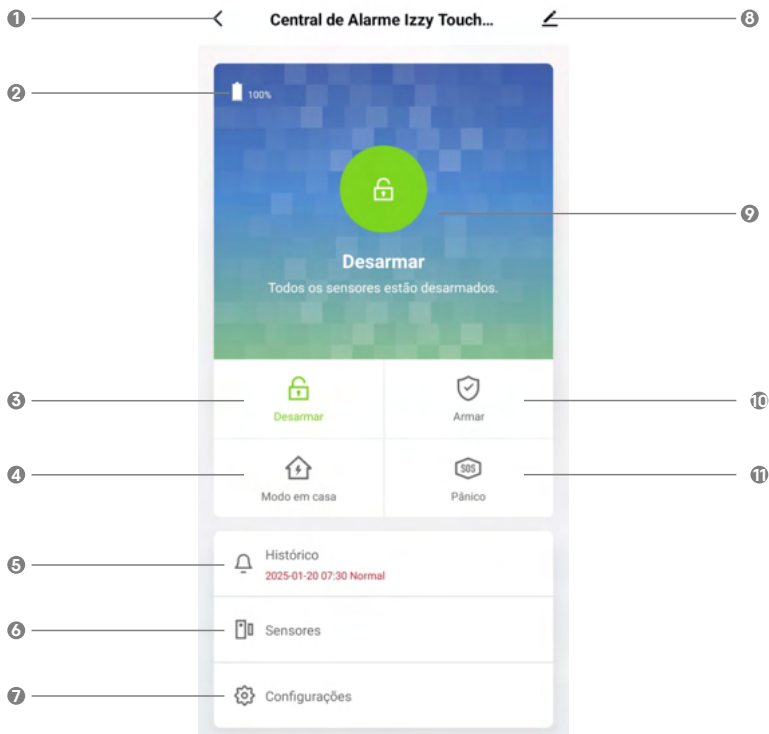 1
Central de Alarme Izzy Touch...
8
2
100%
9
Desarmar
Todos os sensores estão desarmados.
3
Desarmar
Armar
10
4
Modo em casa
SOS
Pânico
11
5
Histórico
2025-01-20 07:30 Normal
6
Sensores
7
Configurações